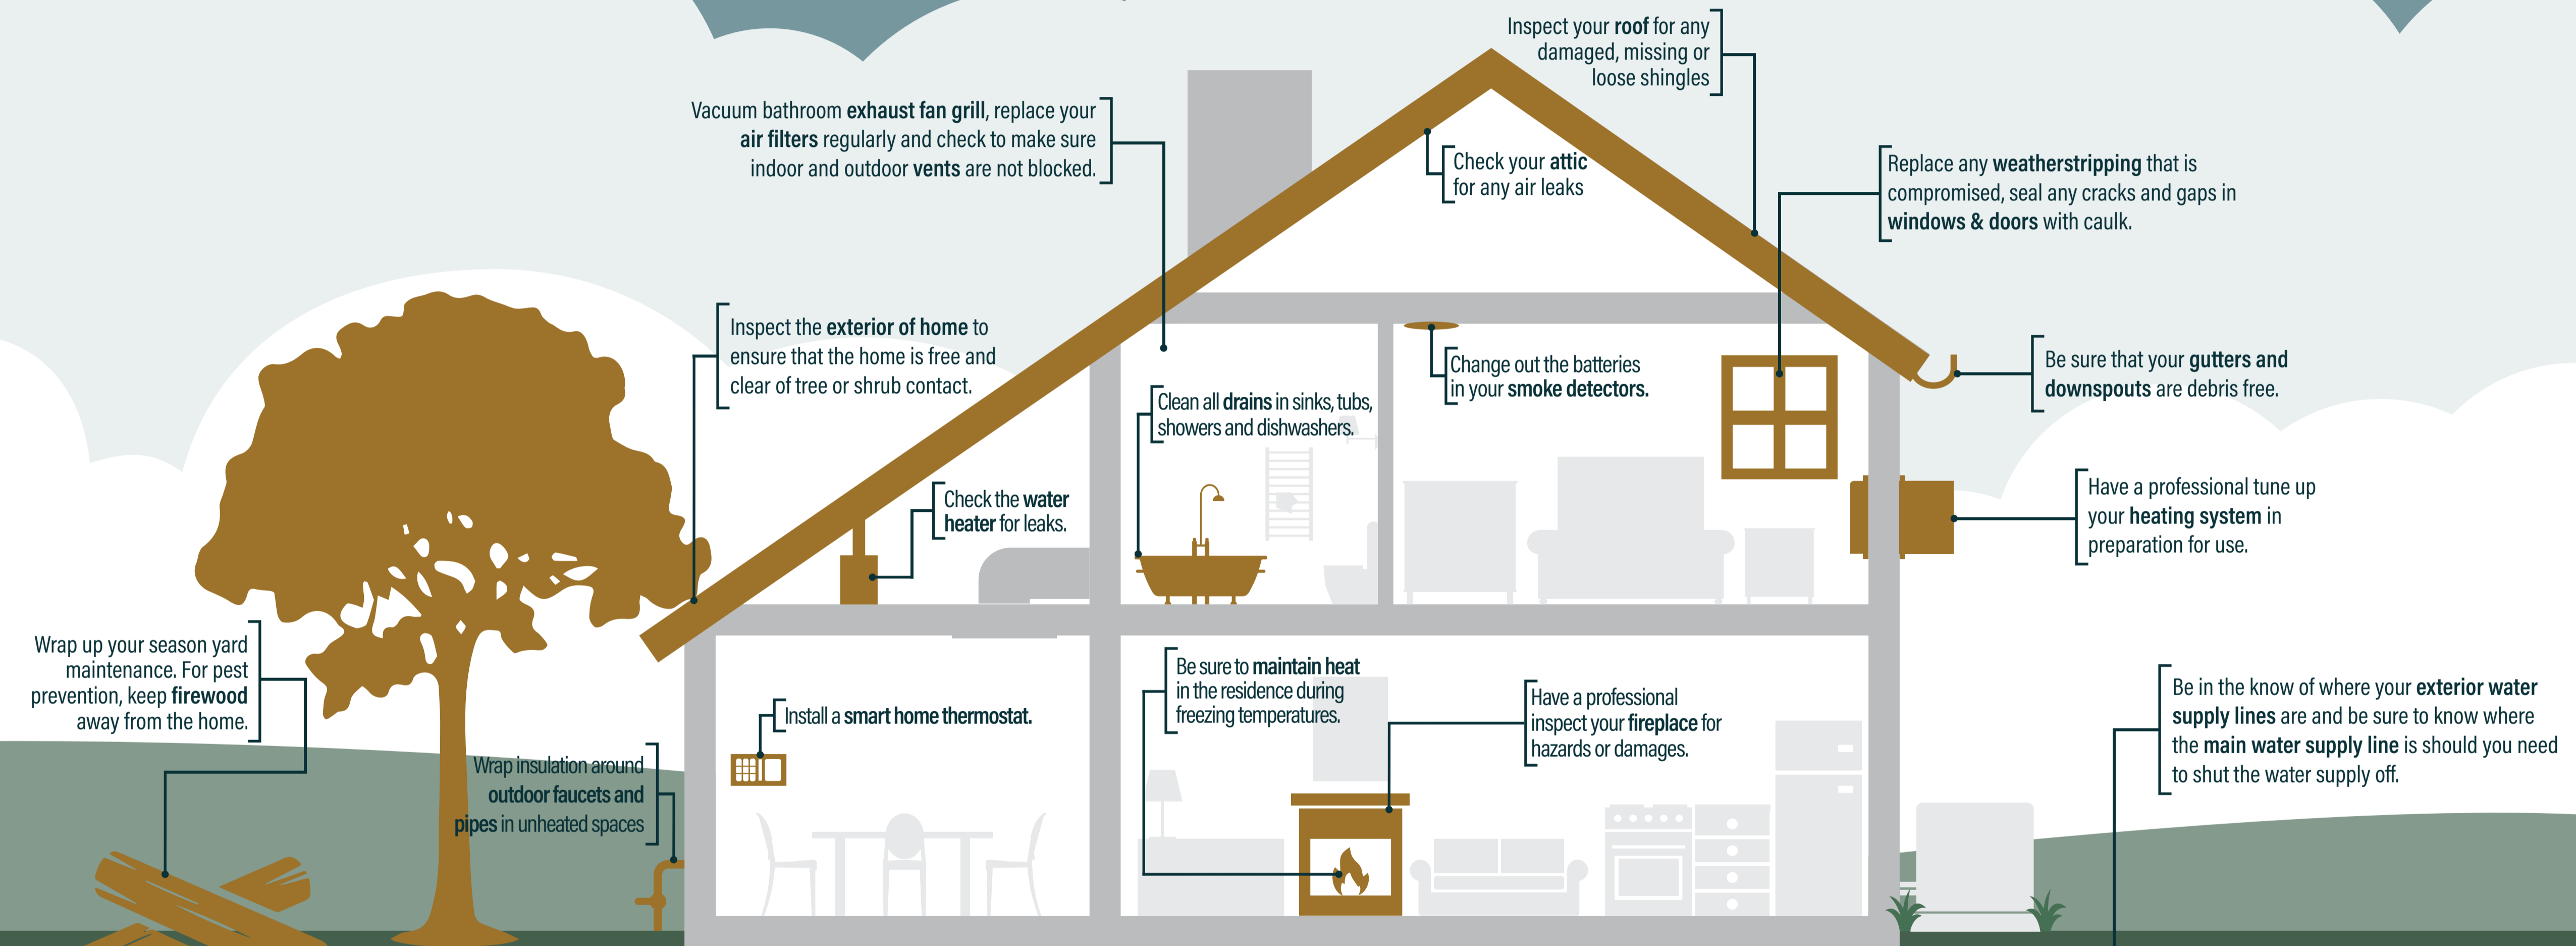 Inspect your roof for any
damaged, missing or
loose shingles
Vacuum bathroom exhaust fan grill, replace your
air filters regularly and check to make sure
indoor and outdoor vents are not blocked.
Check your attic
for any air leaks
Replace any weatherstripping that is
compromised, seal any cracks and gaps in
windows & doors with caulk.
Inspect the exterior of home to
ensure that the home is free and
clear of tree or shrub contact.
Clean all drains in sinks, tubs,
showers and dishwashers.
Change out the batteries
in your smoke detectors.
Be sure that your gutters and
downspouts are debris free.
Check the water
heater for leaks.
Have a professional tune up
your heating system in
preparation for use.
Wrap up your season yard
maintenance. For pest
prevention, keep firewood
away from the home.
Install a smart home thermostat.
Be sure to maintain heat
in the residence during
freezing temperatures.
Have a professional
inspect your fireplace for
hazards or damages.
Be in the know of where your exterior water
supply lines are and be sure to know where
the main water supply line is should you need
to shut the water supply off.
Wrap insulation around
outdoor faucets and
pipes in unheated spaces